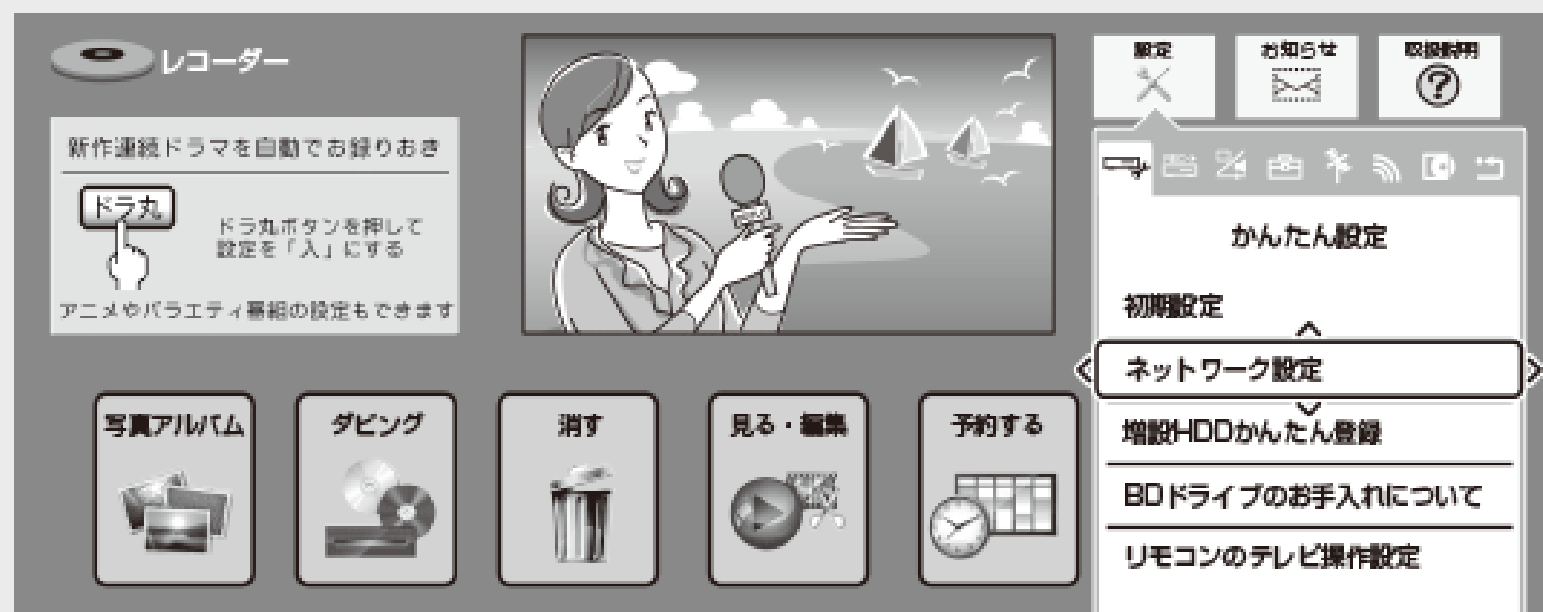 レコーダー
新作連続ドラマを自動でお録りおき
ドラ丸
ドラ丸ボタンを押して
設定を「入」にする
アニメやバラエティ番組の設定もできます
設定
お知らせ
取扱説明
かんたん設定
初期設定
ネットワーク設定
増設HDDかんたん登録
BDドライブのお手入れについて
リモコンのテレビ操作設定
写真アルバム
ダビング
消す
見る・編集
予約する